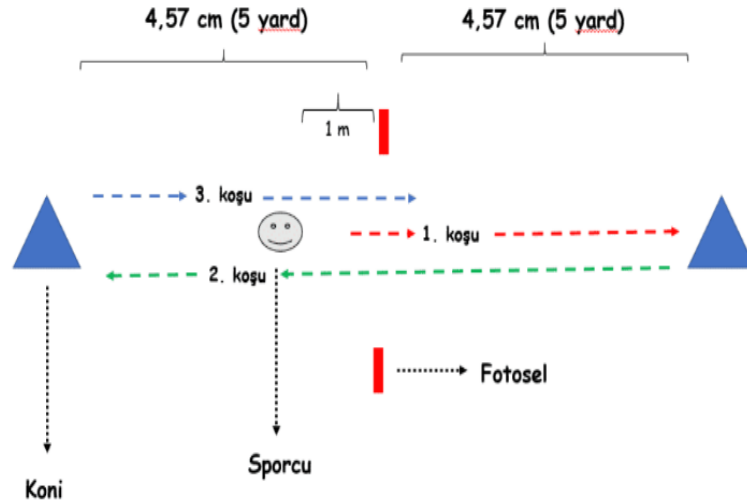 4,57 cm (5 yard)
4,57 cm (5 yard)
1 m
3. koşu
1. koşu
2. koşu
Fotosel
Sporcu
Koni